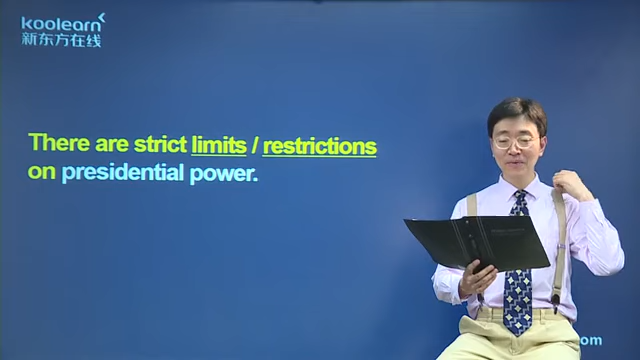 koolearn
新东方在线
There are strict limits / restrictions
on presidential power.
om